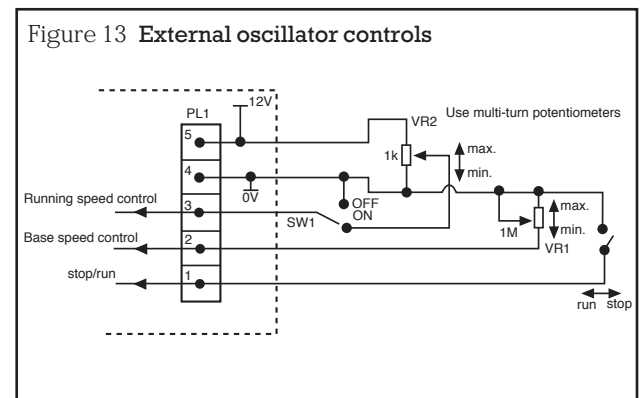 Figure 13 External oscillator controls
PL1
12V
5
4
3
2
1
0V
VR2
1k
Use multi-turn potentiometers
max.
min.
OFF
ON
SW1
Running speed control
Base speed control
stop/run
1M
max.
min.
VR1
run stop